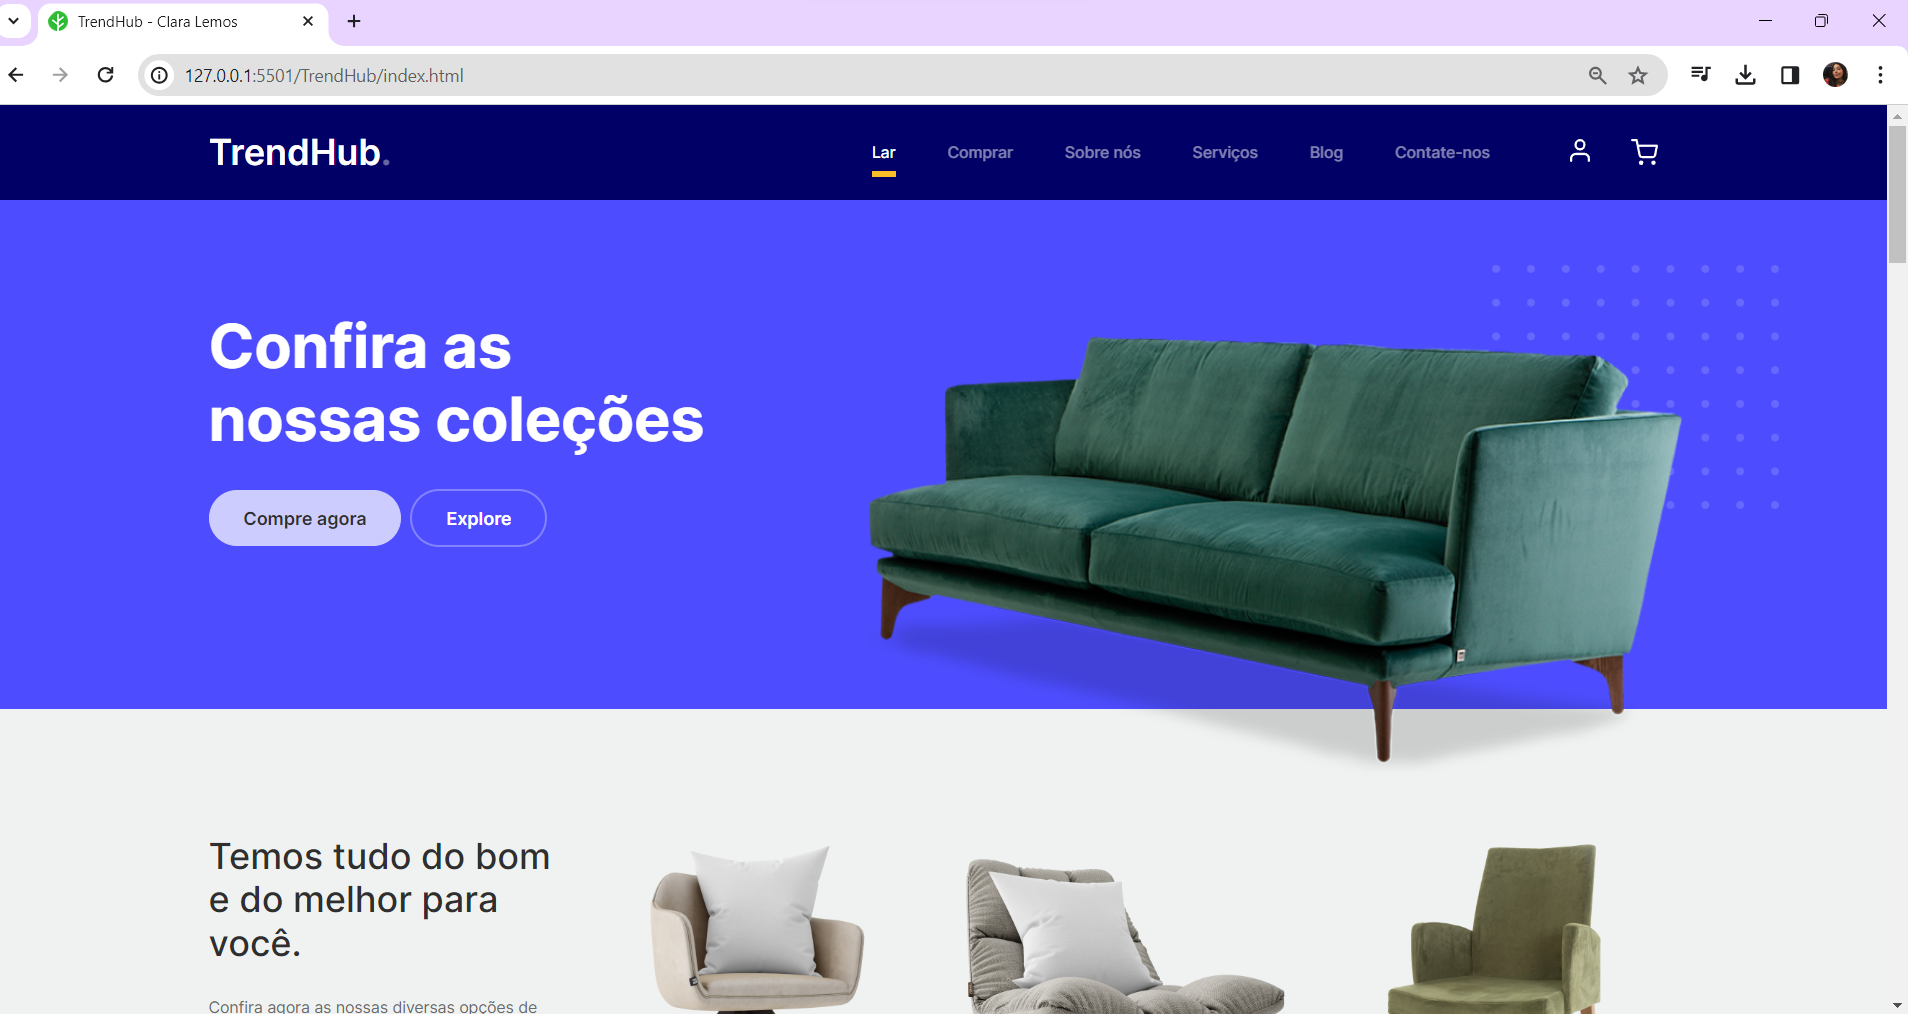 TrendHub - Clara Lemos
127.0.0.1:5501/TrendHub/index.html
TrendHub.
Lar Comprar Sobre nós Serviços Blog Contate-nos
Confira as
nossas coleções
Compre agora Explore
Temos tudo do bom
e do melhor para
você.
Confira agora as nossas diversas opções de